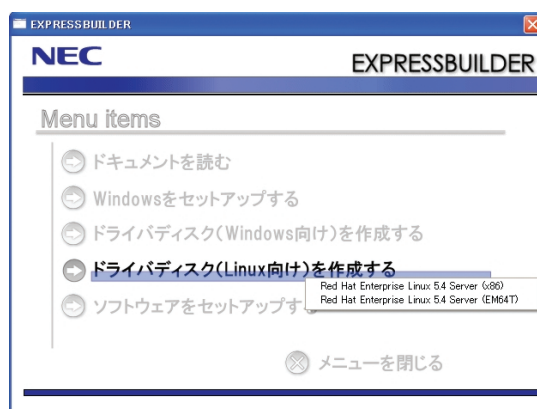 EXPRESSBUILDER
NEC
EXPRESSBUILDER
Menu items
ドキュメントを読む
Windowsをセットアップする
ドライバディスク(Windows向け)を作成する
ドライバディスク(Linux向け)を作成する
Red Hat Enterprise Linux 5.4 Server (x86)
Red Hat Enterprise Linux 5.4 Server (EM64T)
ソフトウェアをセットアップする
メニューを閉じる